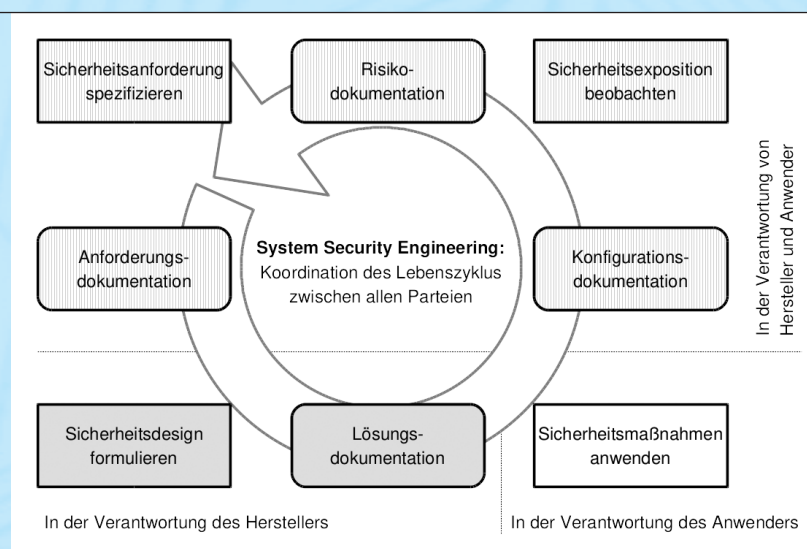 Sicherheitsanforderung
spezifizieren
Risiko-
dokumentation
Sicherheitsexposition
beobachten
In der Verantwortung von
Hersteller und Anwender
Anforderungs-
dokumentation
System Security Engineering:
Koordination des Lebenszyklus
zwischen allen Parteien
Konfigurations-
dokumentation
Sicherheitsdesign
formulieren
Lösungs-
dokumentation
Sicherheitsmaßnahmen
anwenden
In der Verantwortung des Herstellers
In der Verantwortung des Anwenders